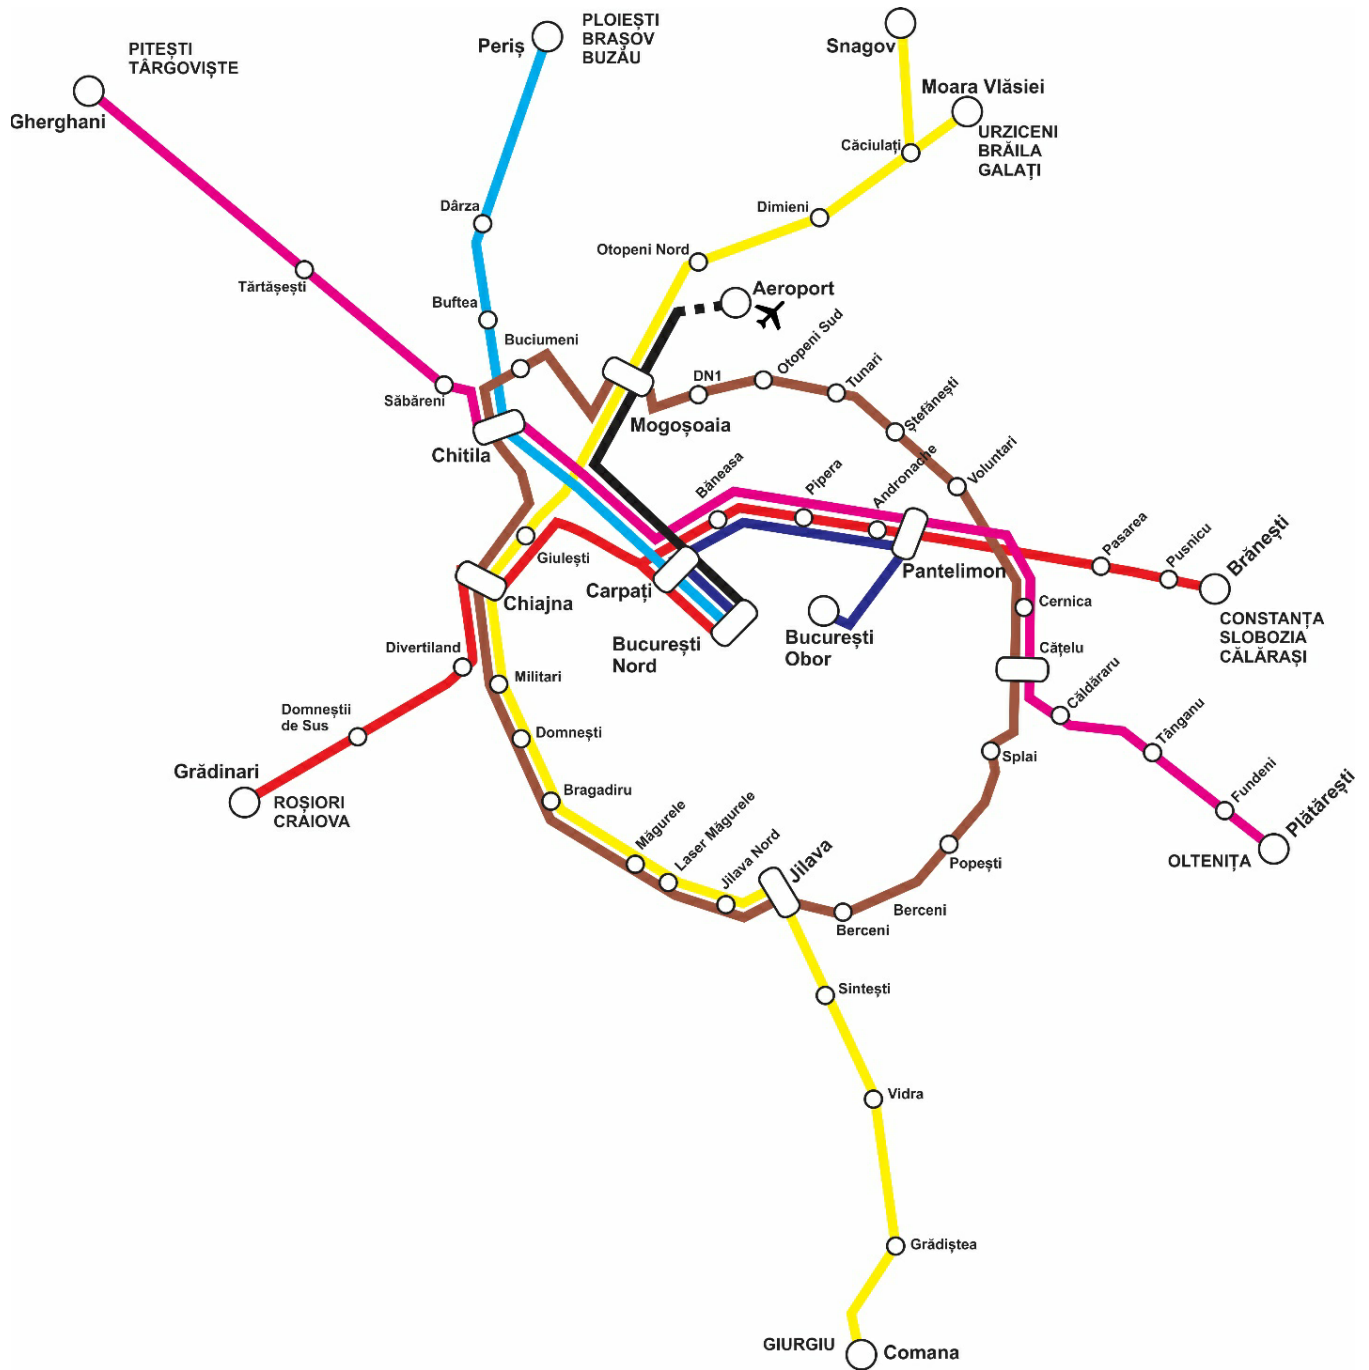 Snagov
PLOIEȘTI
BRAȘOV
BUZĂU
Periș
PITEȘTI
TÂRGOVIȘTE
Moara Vlăsiei
Gherghani
URZICENI
BRĂILA
GALAȚI
Căciulați
Dârza
Dimieni
Otopeni Nord
Tărtășești
Aeroport
Buftea
Buciumeni
Otopeni Sud
DN1
Tunari
Săbăreni
Mogoșoaia
Ștefănești
Chitila
Voluntari
Băneasa
Pipera
Andronache
Giulești
Pasarea
Pusnicu
Brănești
Pantelimon
Carpați
Chiajna
Cernica
București
Nord
București
Obor
CONSTANȚA
SLOBOZIA
CĂLĂRAȘI
Divertiland
Cățelu
Militari
Căldăraru
Domneștii
de Sus
Domnești
Tânganu
Splai
Grădinari
ROȘIORI
CRAIOVA
Bragadiru
Fundeni
Plătărești
OLTENIȚA
Măgurele
Laser Măgurele
Jilava Nord
Jilava
Popești
Berceni
Berceni
Sintești
Vidra
Grădiștea
GIURGIU
Comana